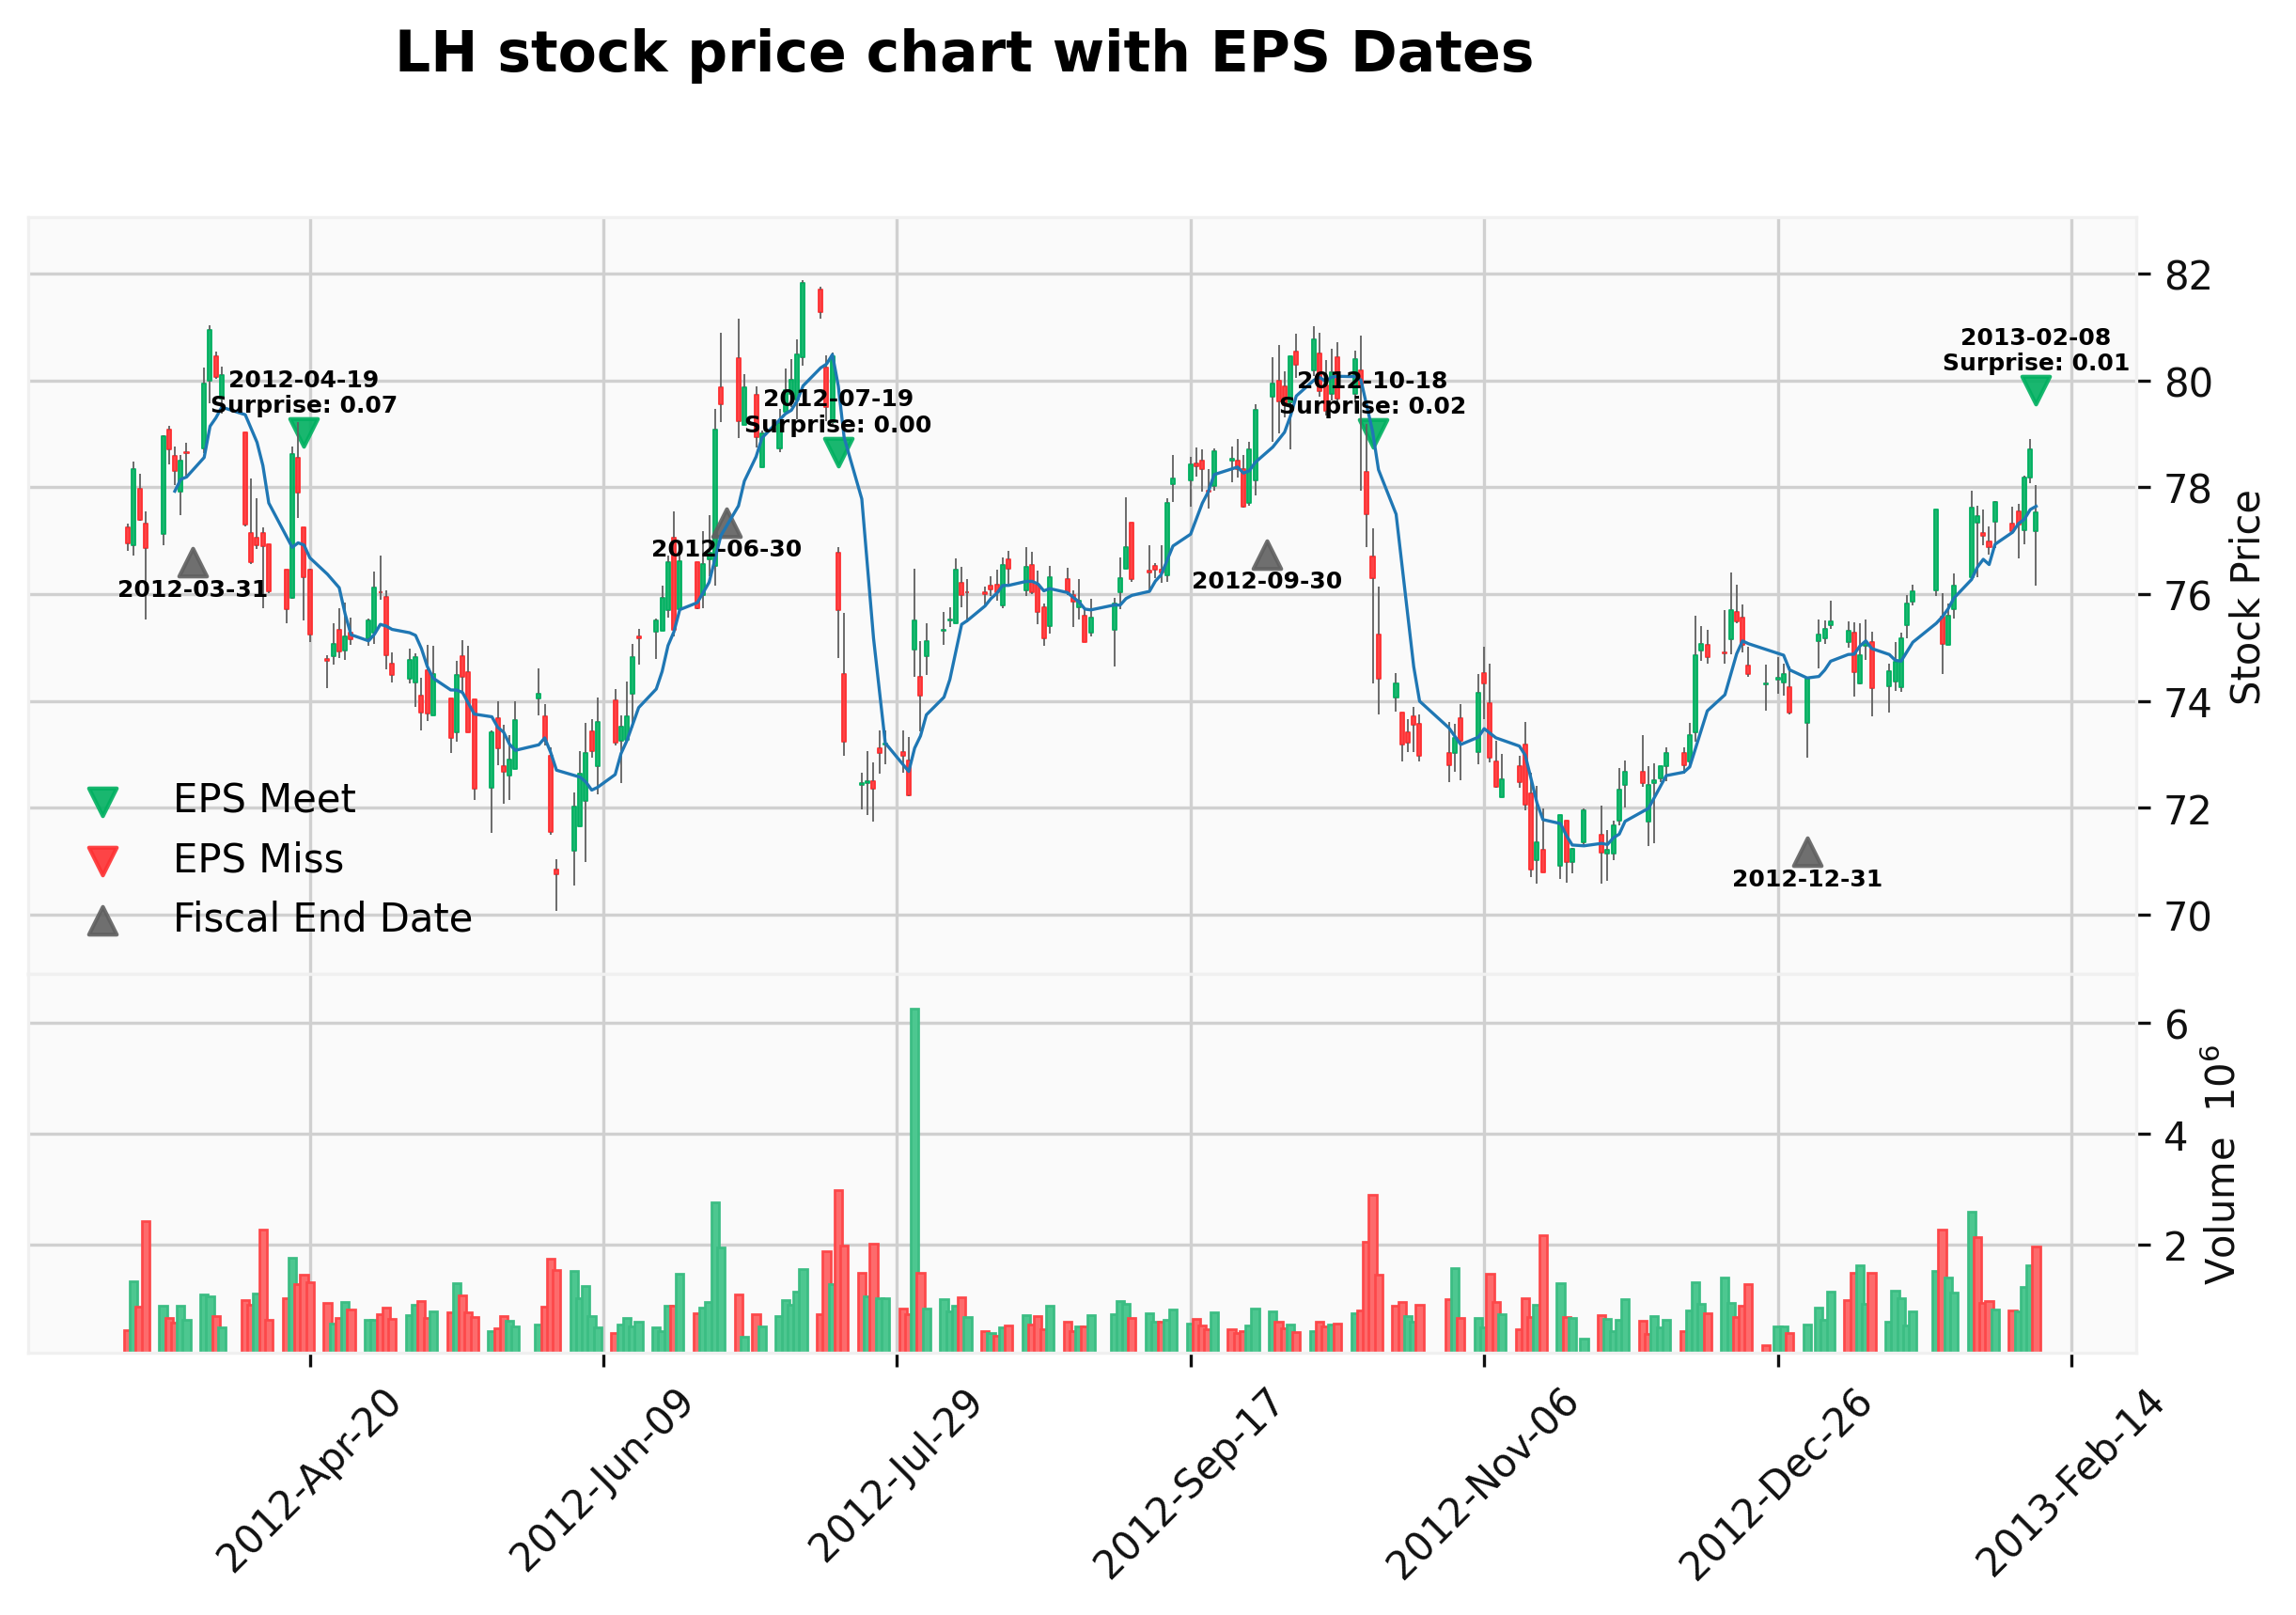 LH stock price chart with EPS Dates
82
80
78
76
74
72
70
Stock Price
2012-04-19
Surprise: 0.07
2012-07-19
Surprise: 0.00
2012-10-18
Surprise: 0.02
2013-02-08
Surprise: 0.01
2012-03-31
2012-06-30
2012-09-30
2012-12-31
EPS Meet
EPS Miss
Fiscal End Date
6
4
2
Volume 10^6
2012-Apr-20
2012-Jun-09
2012-Jul-29
2012-Sep-17
2012-Nov-06
2012-Dec-26
2013-Feb-14